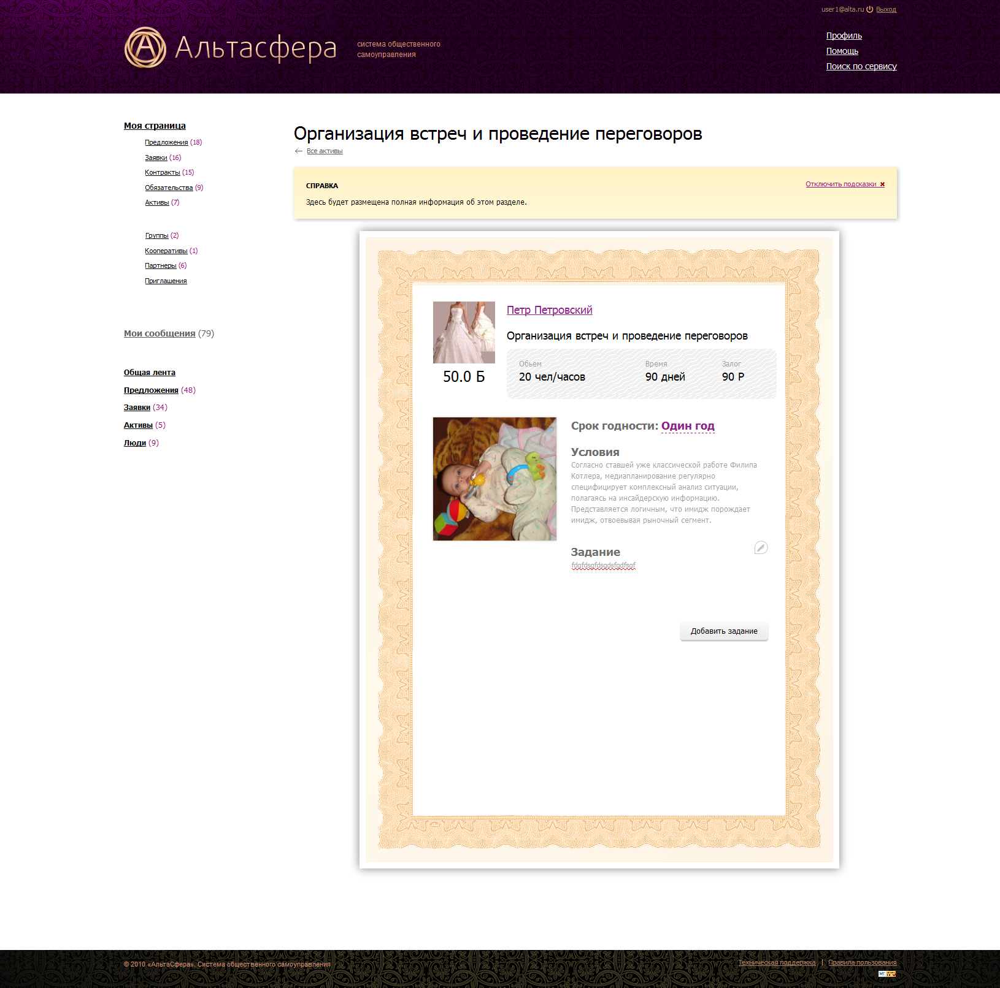 user1@alta.ru Выход
Альтасфера
система общественного
самоуправления
Профиль
Помощь
Поиск по сервису
Моя страница
Предложения (18)
Заявки (16)
Контракты (15)
Обязательства (9)
Активы (7)
Группы (2)
Кооперативы (1)
Партнеры (6)
Приглашения
Мои сообщения (79)
Общая лента
Предложения (48)
Заявки (34)
Активы (5)
Люди (9)
Организация встреч и проведение переговоров
← Все активы
СПРАВКА
Отключить подсказки
Здесь будет размещена полная информация об этом разделе.
Петр Петровский
Организация встреч и проведение переговоров
50.0 Б
Обьем Время Залог
20 чел/часов 90 дней 90 Р
Срок годности: Один год
Условия
Согласно ставшей уже классической работе Филипа
Котлера, медиапланирование регулярно
специфицирует комплексный анализ ситуации,
полагаясь на инсайдерскую информацию.
Представляется логичным, что имидж порождает
имидж, отвоевывая рыночный сегмент.
Задание
fdgfdsgfdsgdsfgdfsgf
Добавить задание
© 2010 «АльтаСфера». Система общественного самоуправления
Техническая поддержка | Правила пользования